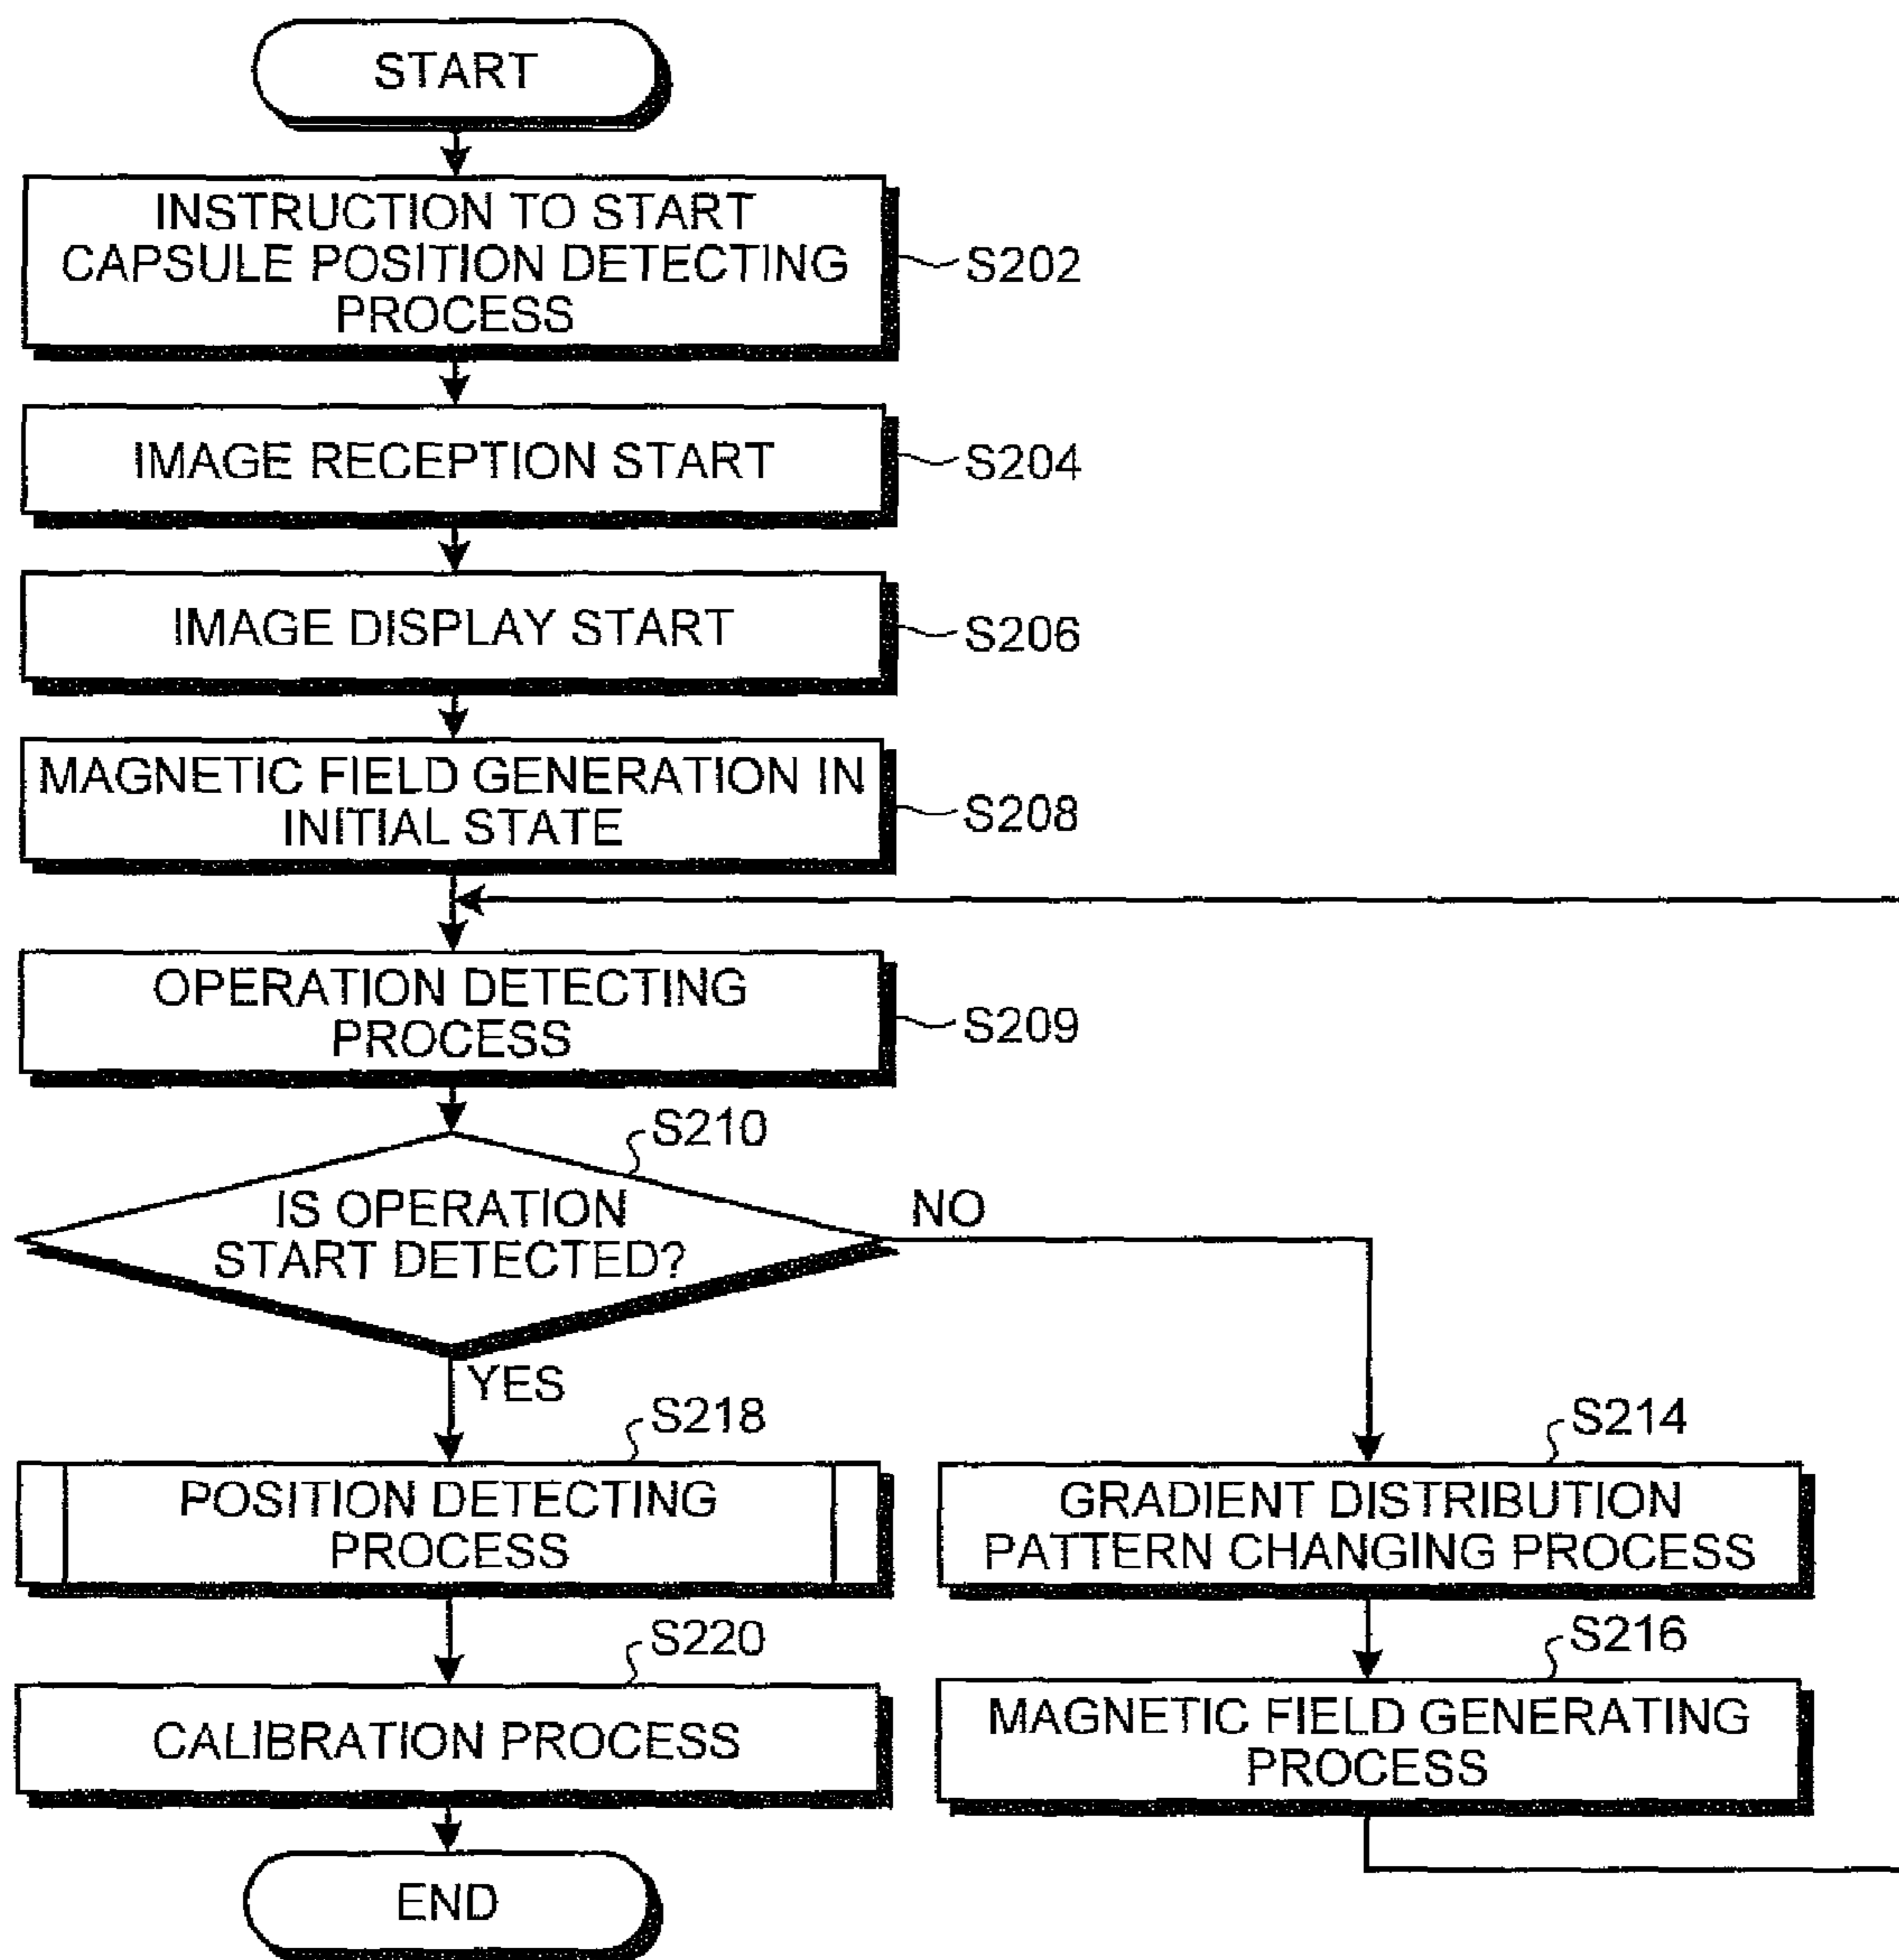 START
INSTRUCTION TO START
CAPSULE POSITION DETECTING
PROCESS
S202
IMAGE RECEPTION START
S204
IMAGE DISPLAY START
S206
MAGNETIC FIELD GENERATION IN
INITIAL STATE
S208
OPERATION DETECTING
PROCESS
S209
S210
IS OPERATION
START DETECTED?
NO
YES
S218
POSITION DETECTING
PROCESS
S214
GRADIENT DISTRIBUTION
PATTERN CHANGING PROCESS
S220
CALIBRATION PROCESS
S216
MAGNETIC FIELD GENERATING
PROCESS
END